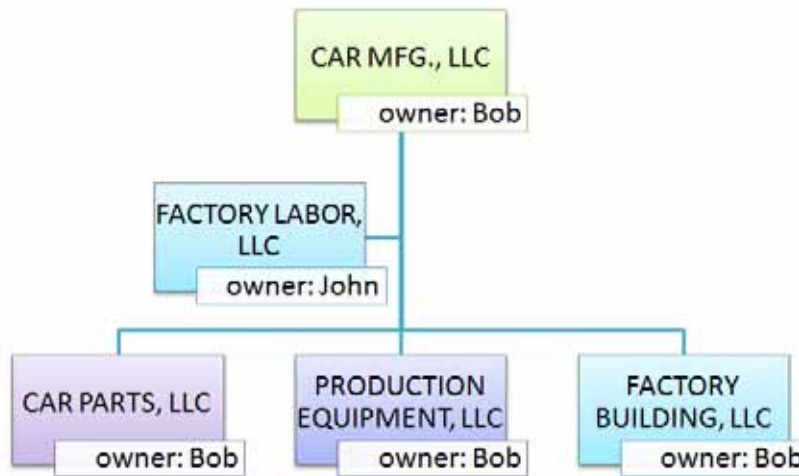 CAR MFG., LLC
owner: Bob
FACTORY LABOR,
LLC
owner: John
CAR PARTS, LLC
owner: Bob
PRODUCTION
EQUIPMENT, LLC
owner: Bob
FACTORY
BUILDING, LLC
owner: Bob